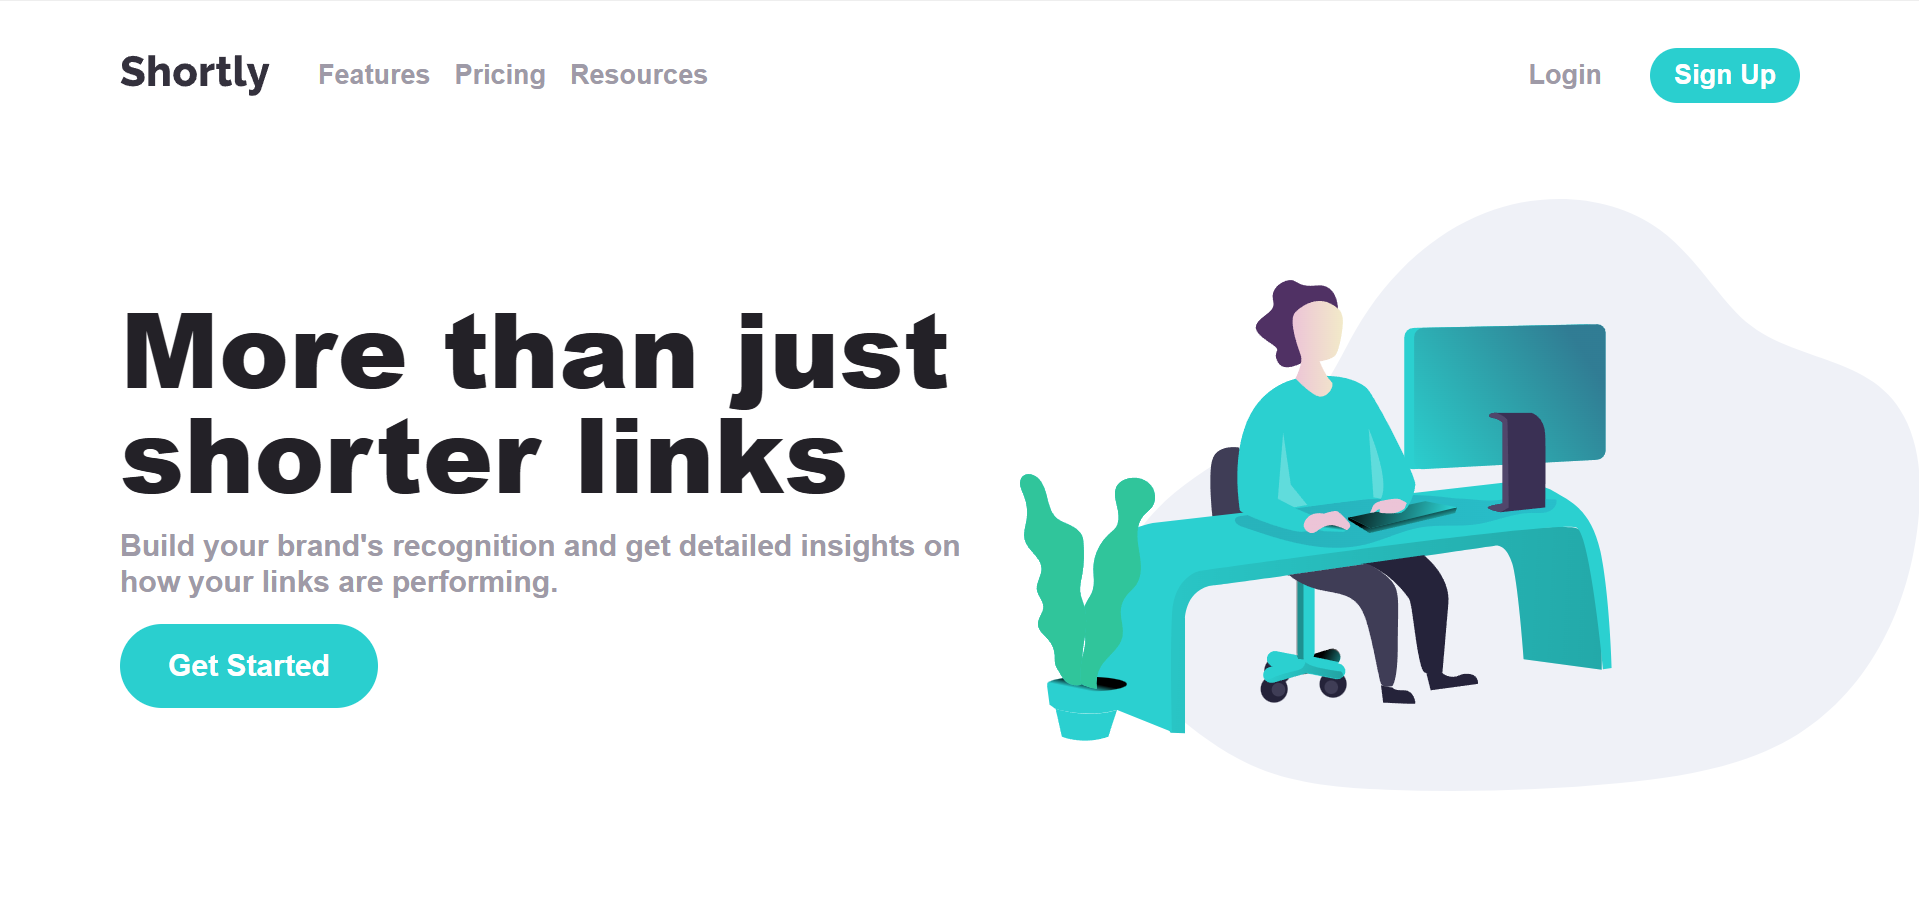 Shortly Features Pricing Resources Login Sign Up
More than just
shorter links
Build your brand's recognition and get detailed insights on
how your links are performing.
Get Started